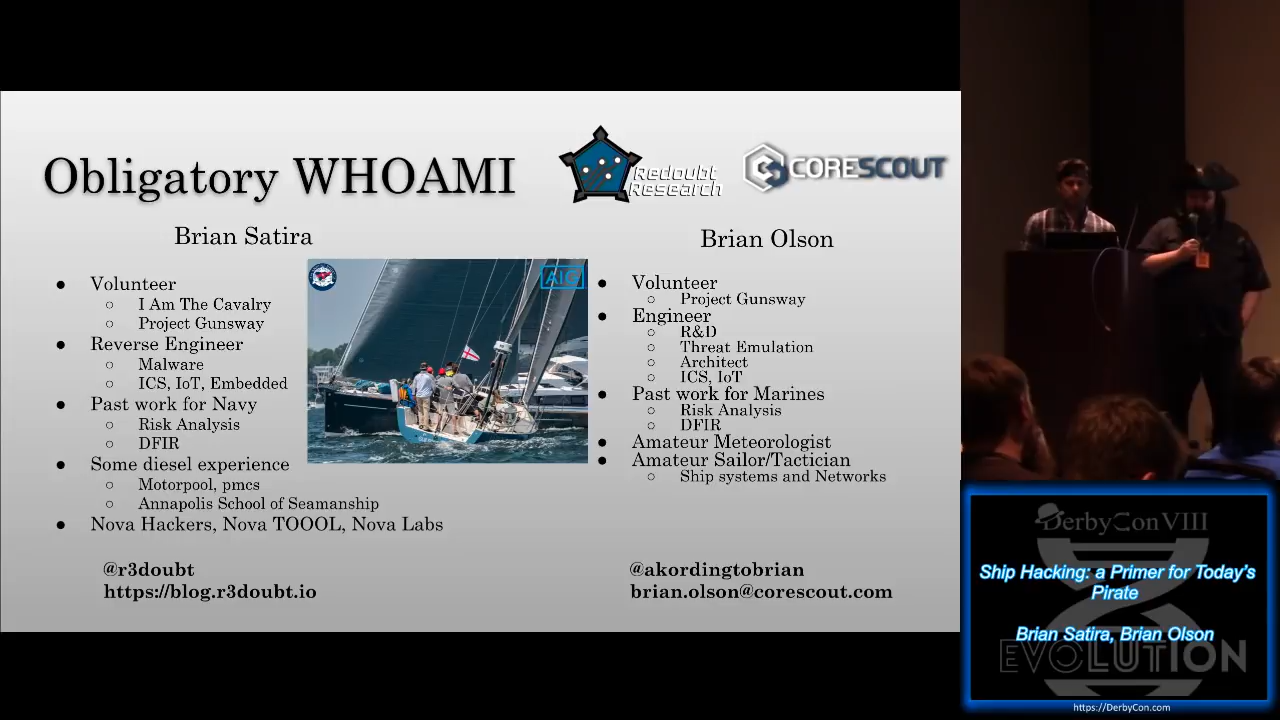 Obligatory WHOAMI
Redoubt
Research
CORESCOUT
Brian Satira
● Volunteer
○ I Am The Cavalry
○ Project Gunsway
● Reverse Engineer
○ Malware
○ ICS, IoT, Embedded
● Past work for Navy
○ Risk Analysis
○ DFIR
● Some diesel experience
○ Motorpool, pmcs
○ Annapolis School of Seamanship
● Nova Hackers, Nova TOOOL, Nova Labs
@r3doubt
https://blog.r3doubt.io
AIG
Brian Olson
● Volunteer
○ Project Gunsway
● Engineer
○ R&D
○ Threat Emulation
○ Architect
○ ICS, IoT
● Past work for Marines
○ Risk Analysis
○ DFIR
● Amateur Meteorologist
● Amateur Sailor/Tactician
○ Ship systems and Networks
@akordingtobrian
brian.olson@corescout.com
DerbyCon VIII
Ship Hacking: a Primer for Today's
Pirate
Brian Satira, Brian Olson
EVOLUTION
https://DerbyCon.com